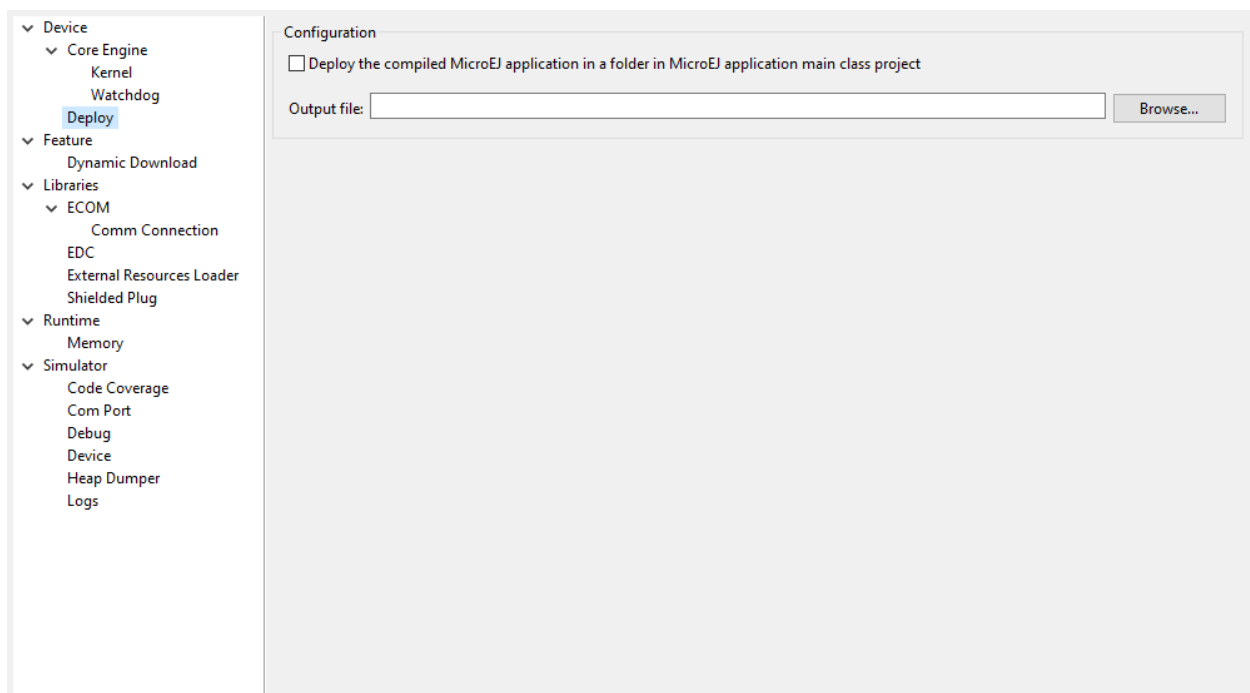 Device
Core Engine
Kernel
Watchdog
Deploy
Feature
Dynamic Download
Libraries
ECOM
Comm Connection
EDC
External Resources Loader
Shielded Plug
Runtime
Memory
Simulator
Code Coverage
Com Port
Debug
Device
Heap Dumper
Logs
Configuration
Deploy the compiled MicroEJ application in a folder in MicroEJ application main class project
Output file: Browse...